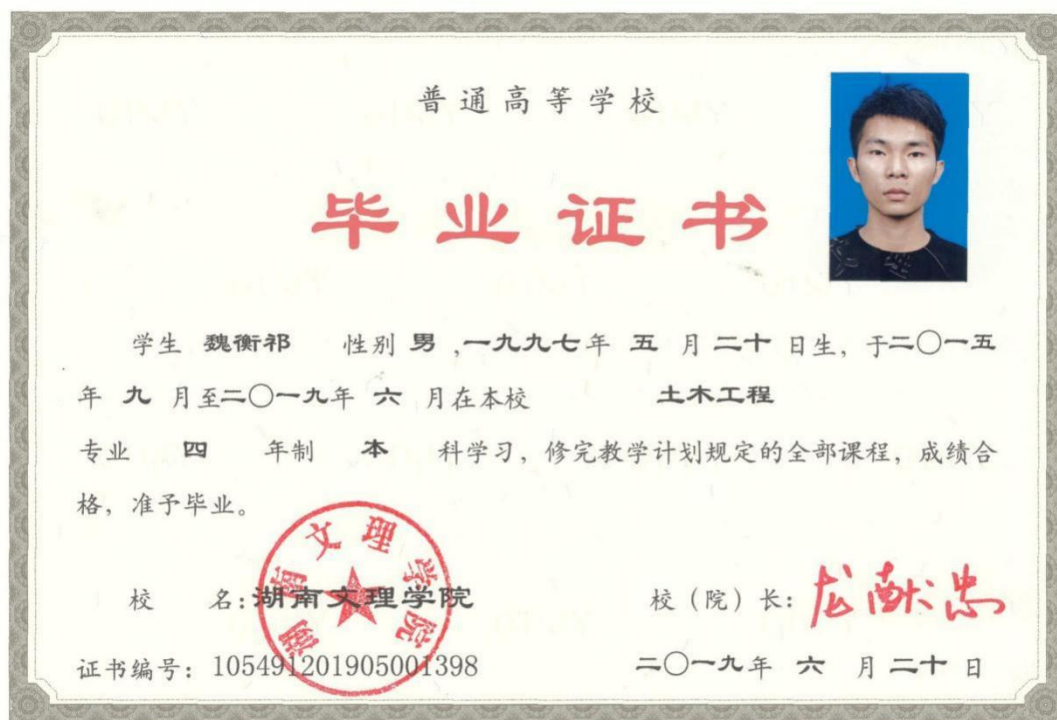 普通高等学校
毕业证书
学生 魏衡祁 性别 男 ,一九九七年 五 月 二十 日生，于二〇一五
年 九 月至二〇一九年 六 月在本校 土木工程
专业 四 年制 本 科学习，修完教学计划规定的全部课程，成绩合
格，准予毕业。
湖南文理学院
校 名:湖南文理学院 校（院）长：龙献忠
证书编号：105491201905001398 二〇一九年 六 月 二十 日